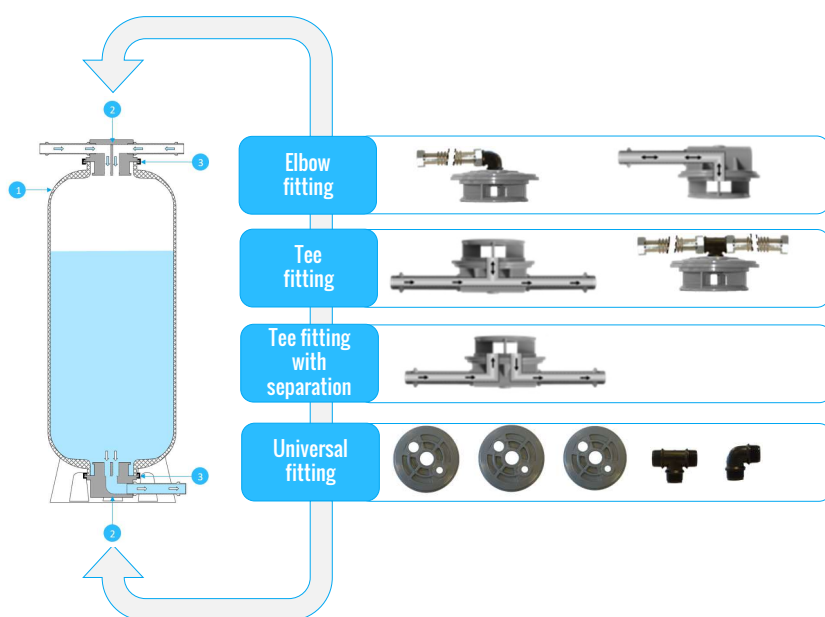 2
3
1
3
2
Elbow
fitting
Tee
fitting
Tee fitting
with
separation
Universal
fitting